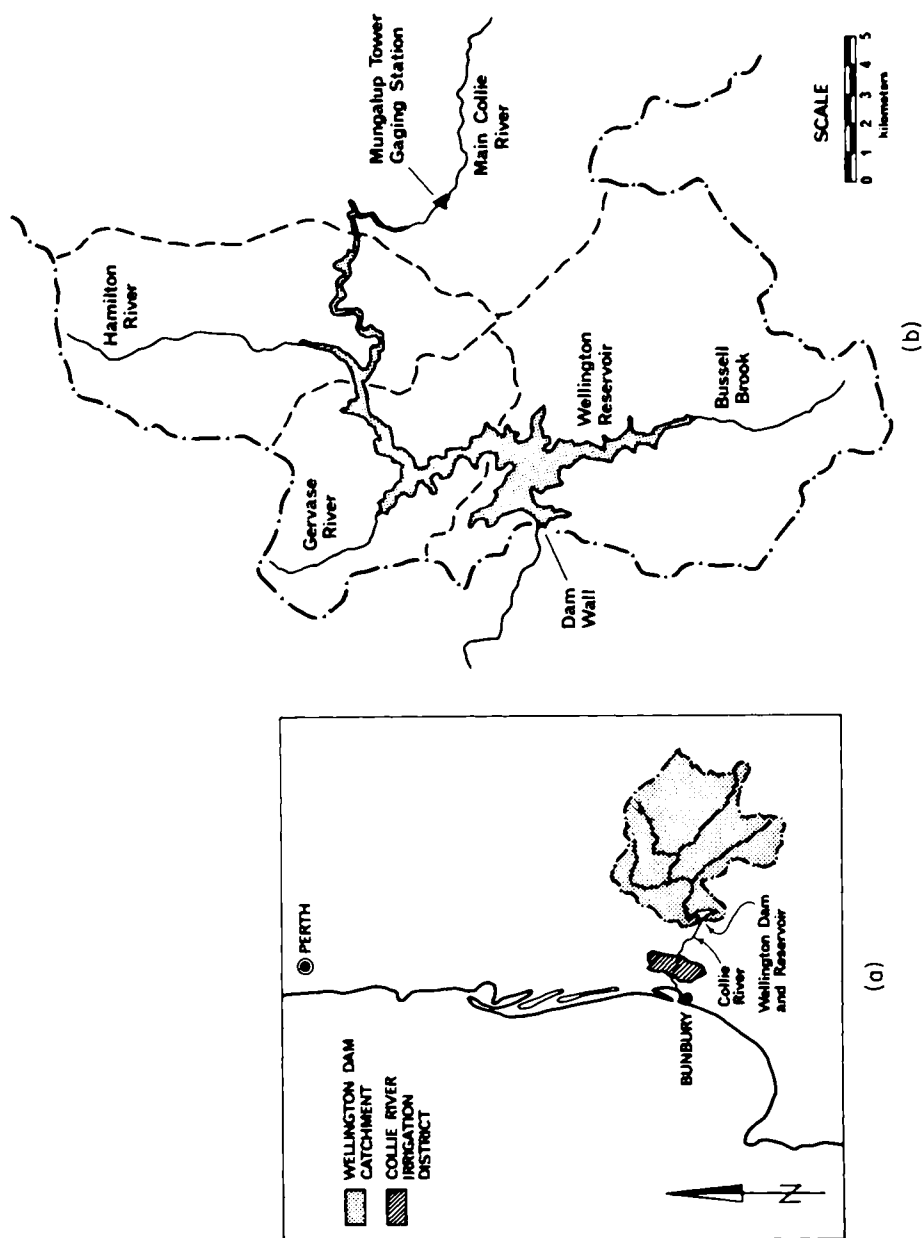 WELLINGTON DAM
CATCHMENT
COLLIE RIVER
IRRIGATION
DISTRICT
PERTH
BUNBURY
COLLIE
RIVER
WELLINGTON DAM
and RESERVOIR
N
(a)
Hamilton
River
Gervase
River
Mungalup Tower
Gaging Station
Main Collie
River
Wellington
Reservoir
Dam
Wall
Bussell
Brook
SCALE
0 1 2 3 4 5
kilometers
(b)